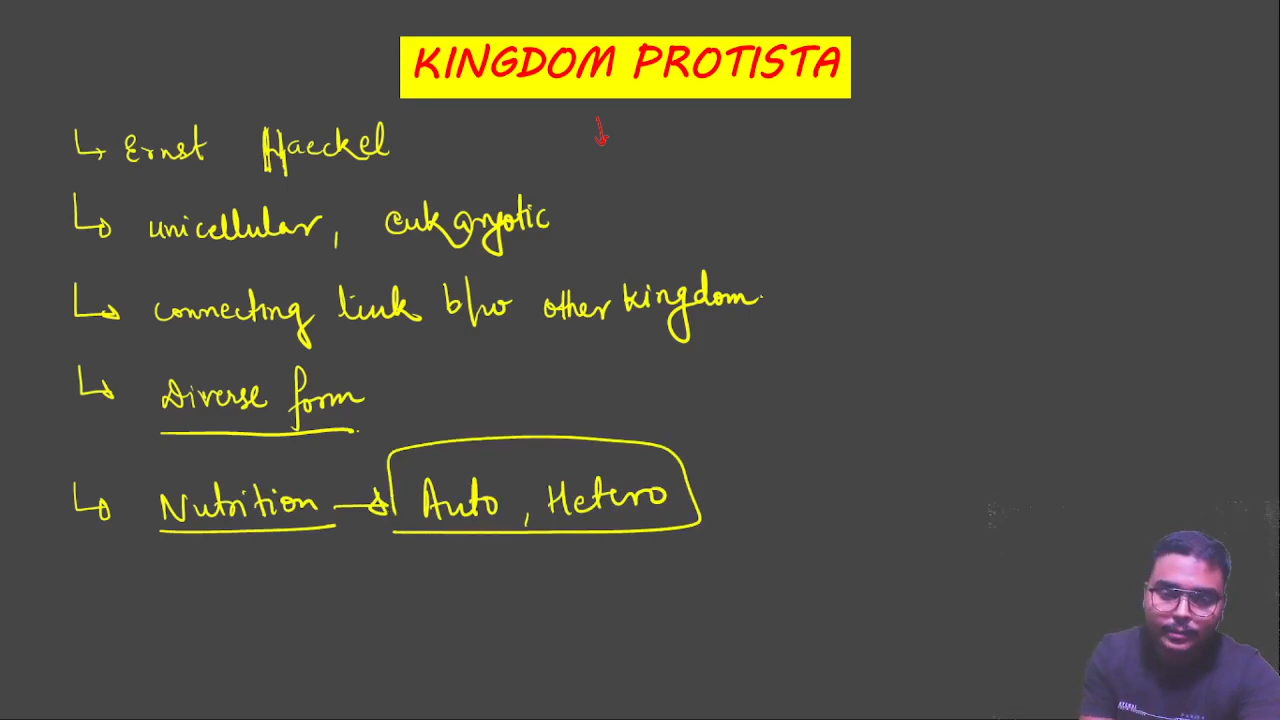 KINGDOM PROTISTA
Ernst Haeckel
unicellular, eukaryotic
connecting link b/w other kingdom.
Diverse form
Nutrition → Auto, Hetero